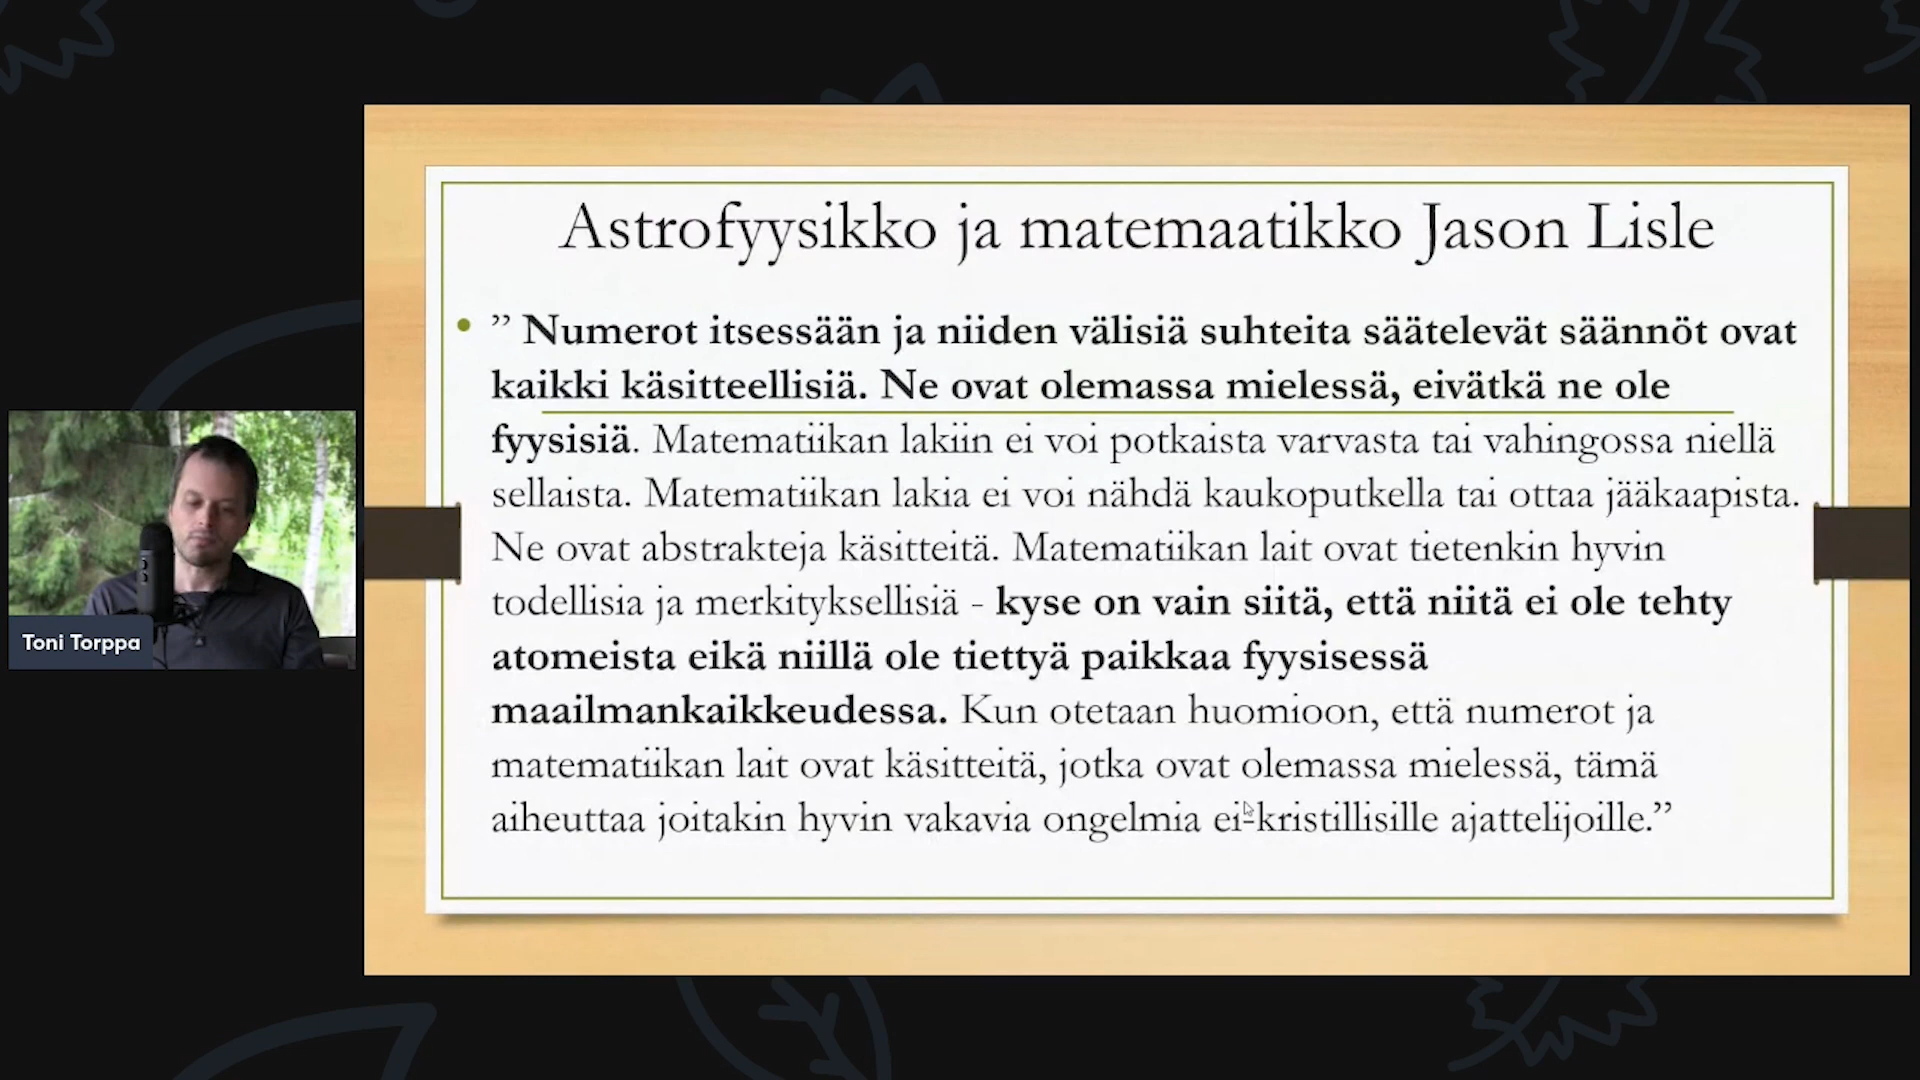 Astrofyysikko ja matemaatikko Jason Lisle
• ” Numerot itsessään ja niiden välisiä suhteita säätelevät säännöt ovat
kaikki käsitteellisiä. Ne ovat olemassa mielessä, eivätkä ne ole
fyysisiä. Matematiikan lakiin ei voi potkaista varvasta tai vahingossa niellä
sellaista. Matematiikan lakia ei voi nähdä kaukoputkella tai ottaa jääkaapista.
Ne ovat abstrakteja käsitteitä. Matematiikan lait ovat tietenkin hyvin
todellisia ja merkityksellisiä - kyse on vain siitä, että niitä ei ole tehty
atomeista eikä niillä ole tiettyä paikkaa fyysisessä
maailmankaikkeudessa. Kun otetaan huomioon, että numerot ja
matematiikan lait ovat käsitteitä, jotka ovat olemassa mielessä, tämä
aiheuttaa joitakin hyvin vakavia ongelmia ei-kristillisille ajattelijoille.”
Toni Torppa